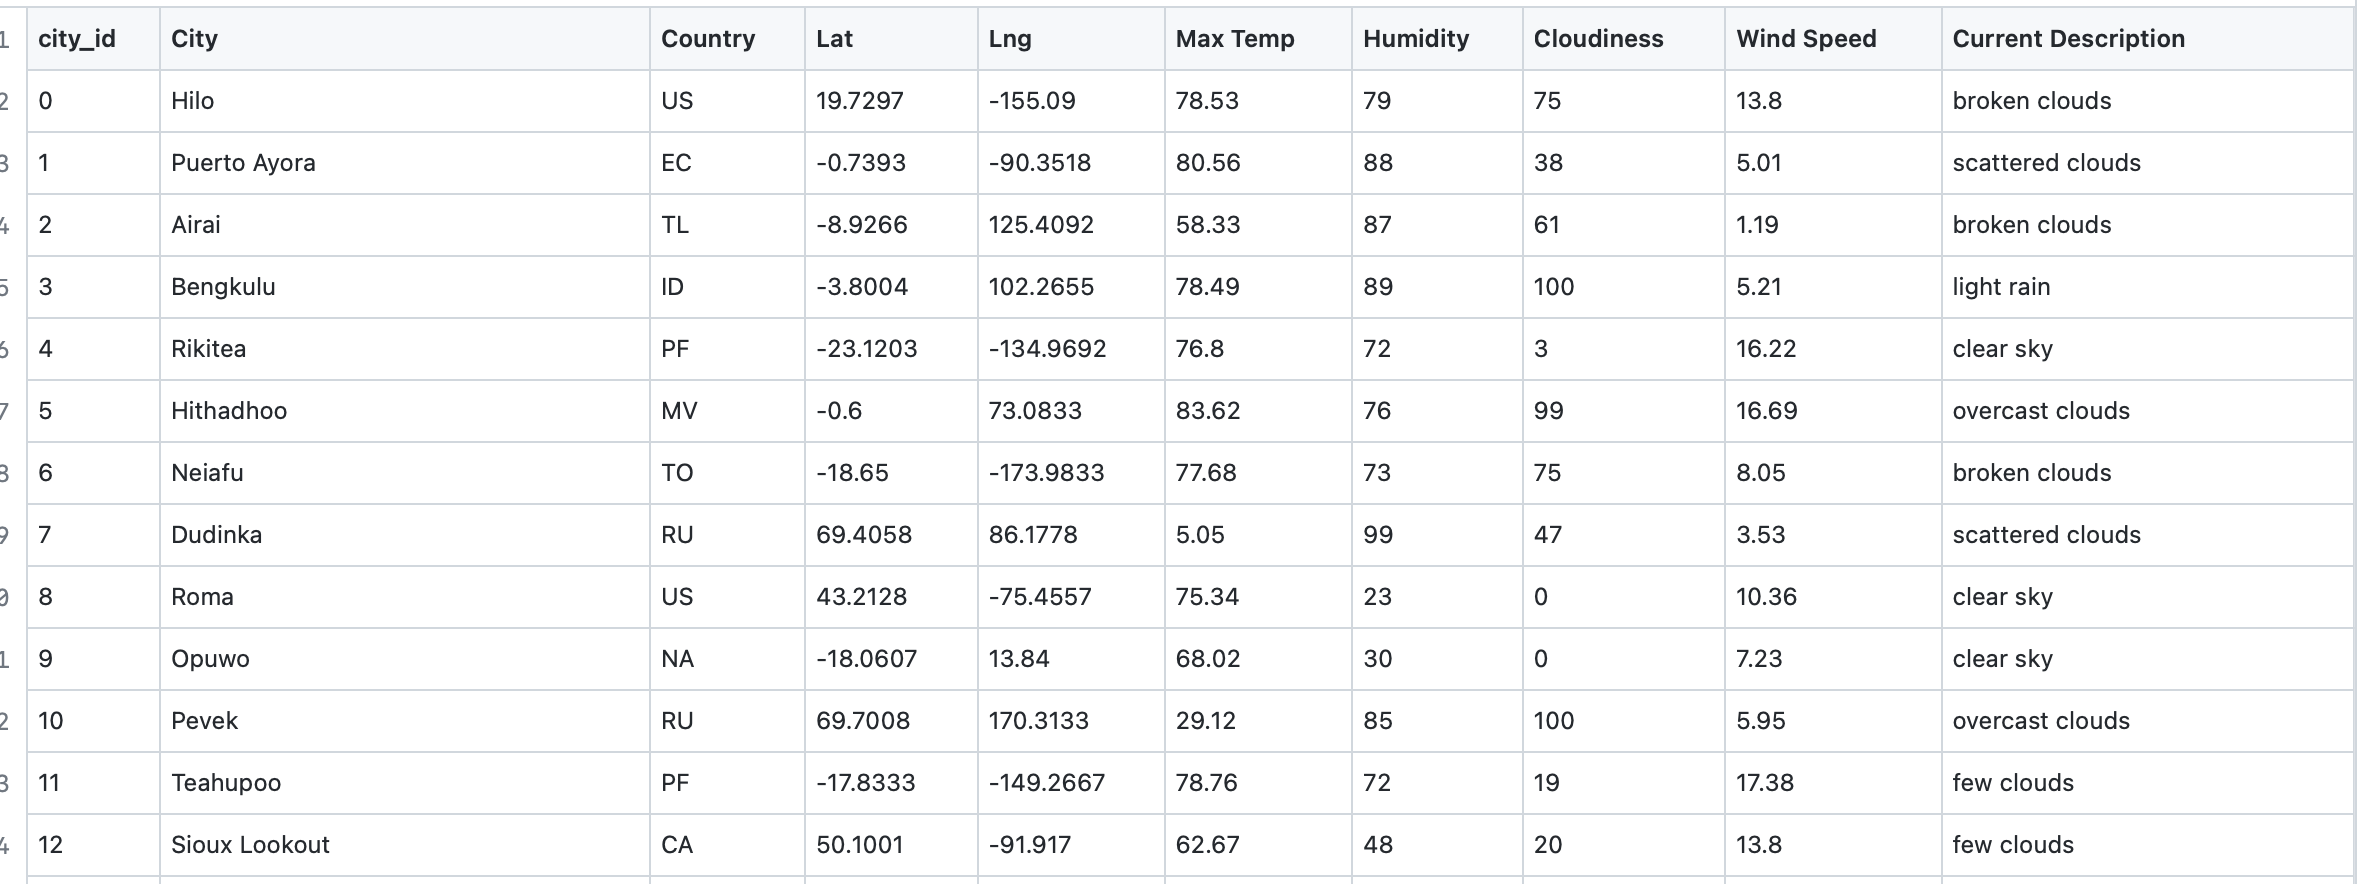 1 city_id City Country Lat Lng Max Temp Humidity Cloudiness Wind Speed Current Description
2 0 Hilo US 19.7297 -155.09 78.53 79 75 13.8 broken clouds
3 1 Puerto Ayora EC -0.7393 -90.3518 80.56 88 38 5.01 scattered clouds
4 2 Airai TL -8.9266 125.4092 58.33 87 61 1.19 broken clouds
5 3 Bengkulu ID -3.8004 102.2655 78.49 89 100 5.21 light rain
6 4 Rikitea PF -23.1203 -134.9692 76.8 72 3 16.22 clear sky
7 5 Hithadhoo MV -0.6 73.0833 83.62 76 99 16.69 overcast clouds
8 6 Neiafu TO -18.65 -173.9833 77.68 73 75 8.05 broken clouds
9 7 Dudinka RU 69.4058 86.1778 5.05 99 47 3.53 scattered clouds
0 8 Roma US 43.2128 -75.4557 75.34 23 0 10.36 clear sky
1 9 Opuwo NA -18.0607 13.84 68.02 30 0 7.23 clear sky
2 10 Pevek RU 69.7008 170.3133 29.12 85 100 5.95 overcast clouds
3 11 Teahupoo PF -17.8333 -149.2667 78.76 72 19 17.38 few clouds
4 12 Sioux Lookout CA 50.1001 -91.917 62.67 48 20 13.8 few clouds